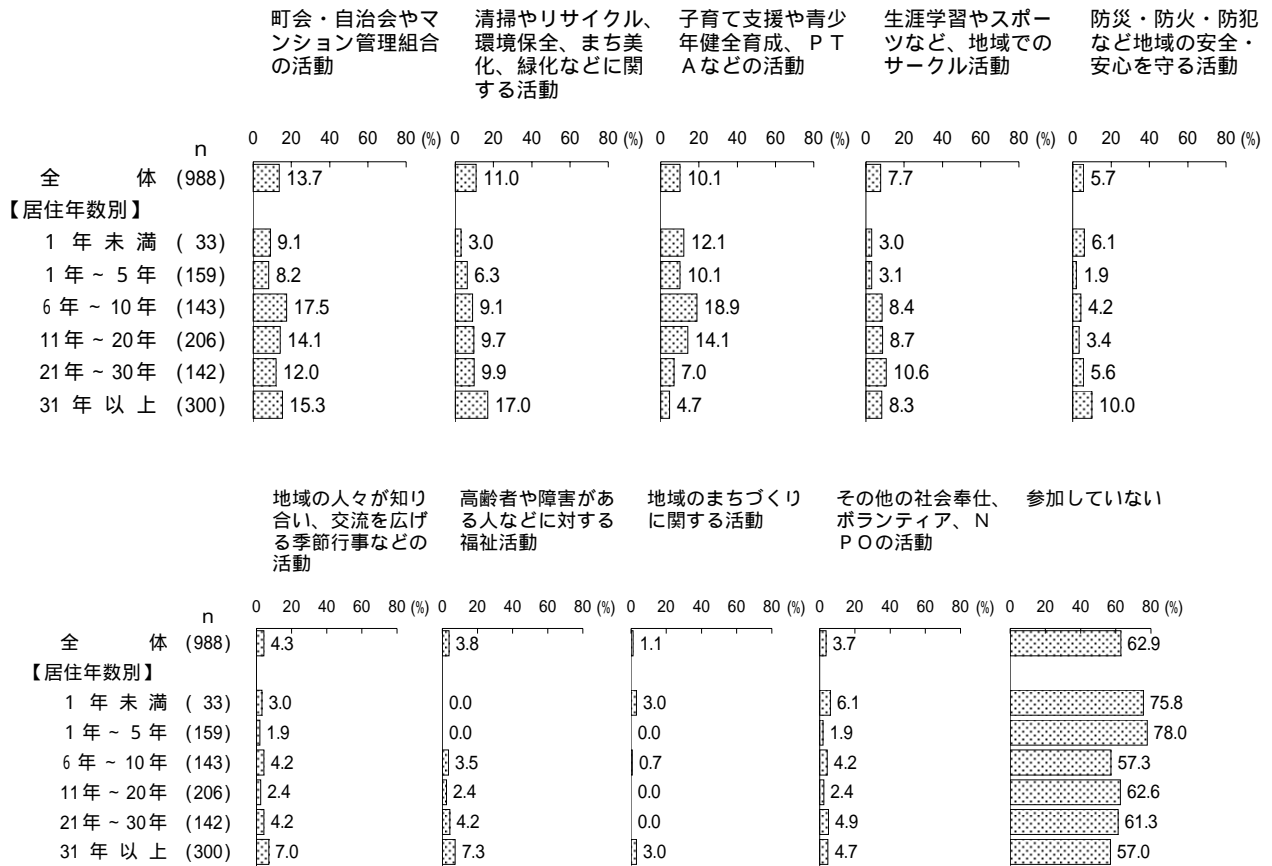 町会・自治会やマ
ンション管理組合
の活動
清掃やリサイクル、
環境保全、まち美
化、緑化などに関
する活動
子育て支援や青少
年健全育成、ＰＴ
Ａなどの活動
生涯学習やスポー
ツなど、地域での
サークル活動
防災・防火・防犯
など地域の安全・
安心を守る活動
0 20 40 60 80 (%) 0 20 40 60 80 (%) 0 20 40 60 80 (%) 0 20 40 60 80 (%) 0 20 40 60 80 (%)
n
全 体 (988) 13.7 11.0 10.1 7.7 5.7
【居住年数別】
1 年 未 満 ( 33) 9.1 3.0 12.1 3.0 6.1
1 年 ~ 5 年 (159) 8.2 6.3 10.1 3.1 1.9
6 年 ~ 10 年 (143) 17.5 9.1 18.9 8.4 4.2
11 年 ~ 20 年 (206) 14.1 9.7 14.1 8.7 3.4
21 年 ~ 30 年 (142) 12.0 9.9 7.0 10.6 5.6
31 年 以 上 (300) 15.3 17.0 4.7 8.3 10.0
地域の人々が知り
合い、交流を広げ
る季節行事などの
活動
高齢者や障害があ
る人などに対する
福祉活動
地域のまちづくり
に関する活動
その他の社会奉仕、
ボランティア、Ｎ
ＰＯの活動
参加していない
0 20 40 60 80 (%) 0 20 40 60 80 (%) 0 20 40 60 80 (%) 0 20 40 60 80 (%) 0 20 40 60 80 (%)
n
全 体 (988) 4.3 3.8 1.1 3.7 62.9
【居住年数別】
1 年 未 満 ( 33) 3.0 0.0 3.0 6.1 75.8
1 年 ~ 5 年 (159) 1.9 0.0 0.0 1.9 78.0
6 年 ~ 10 年 (143) 4.2 3.5 0.7 4.2 57.3
11 年 ~ 20 年 (206) 2.4 2.4 0.0 2.4 62.6
21 年 ~ 30 年 (142) 4.2 4.2 0.0 4.9 61.3
31 年 以 上 (300) 7.0 7.3 3.0 4.7 57.0